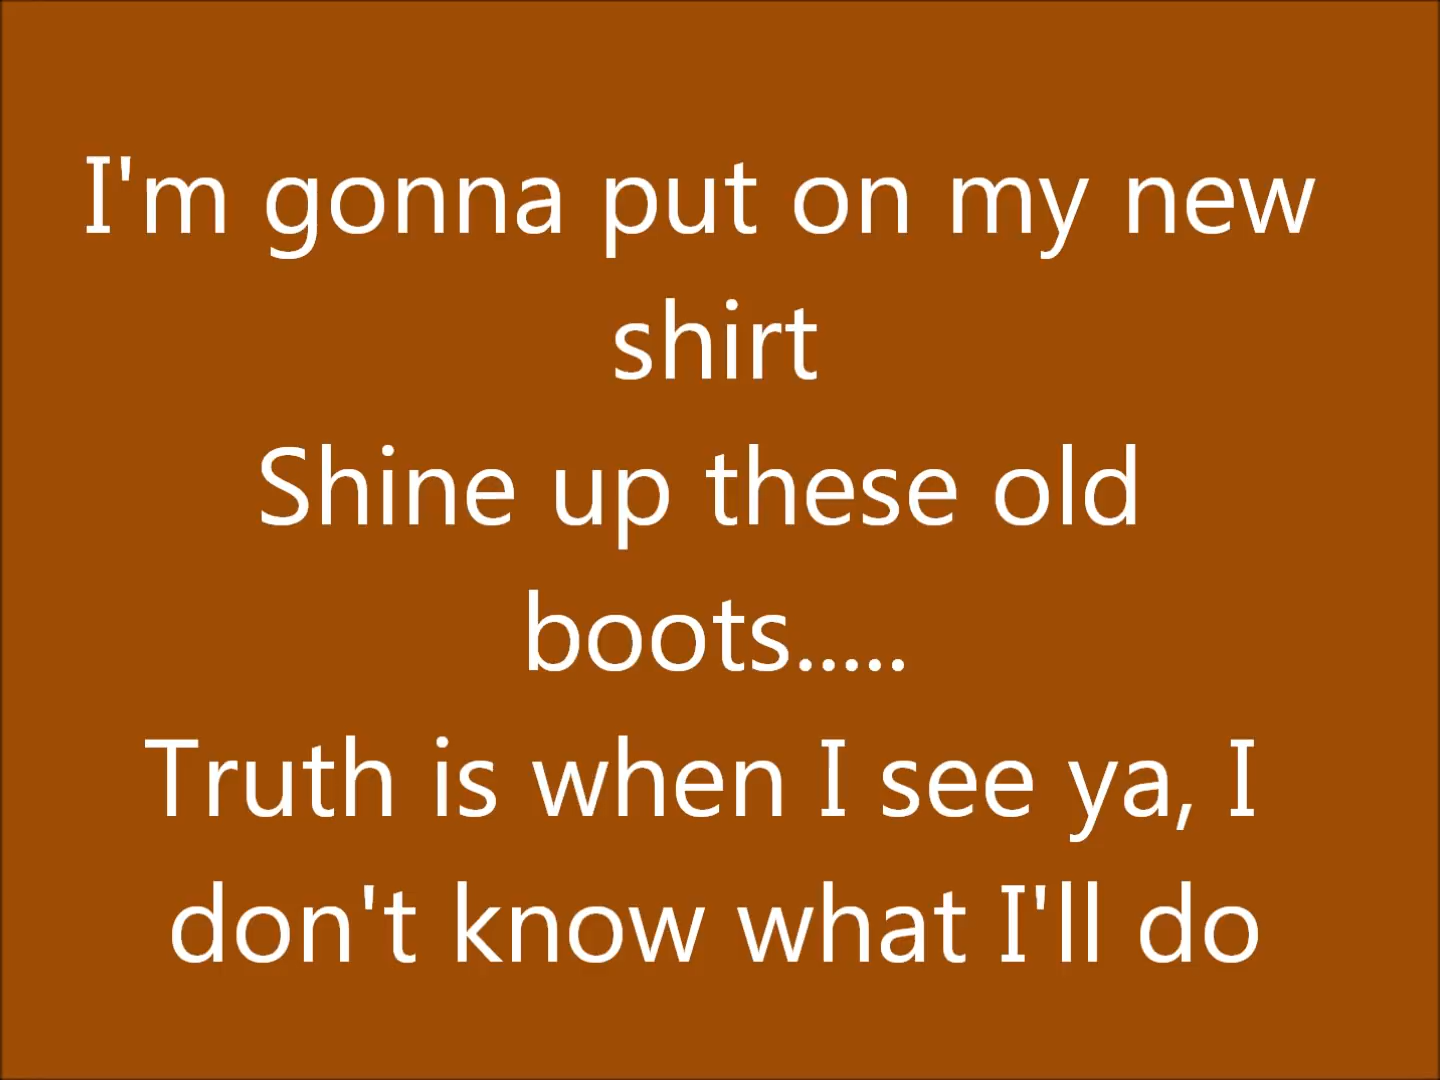 I'm gonna put on my new
shirt
Shine up these old
boots.....
Truth is when I see ya, I
don't know what I'll do